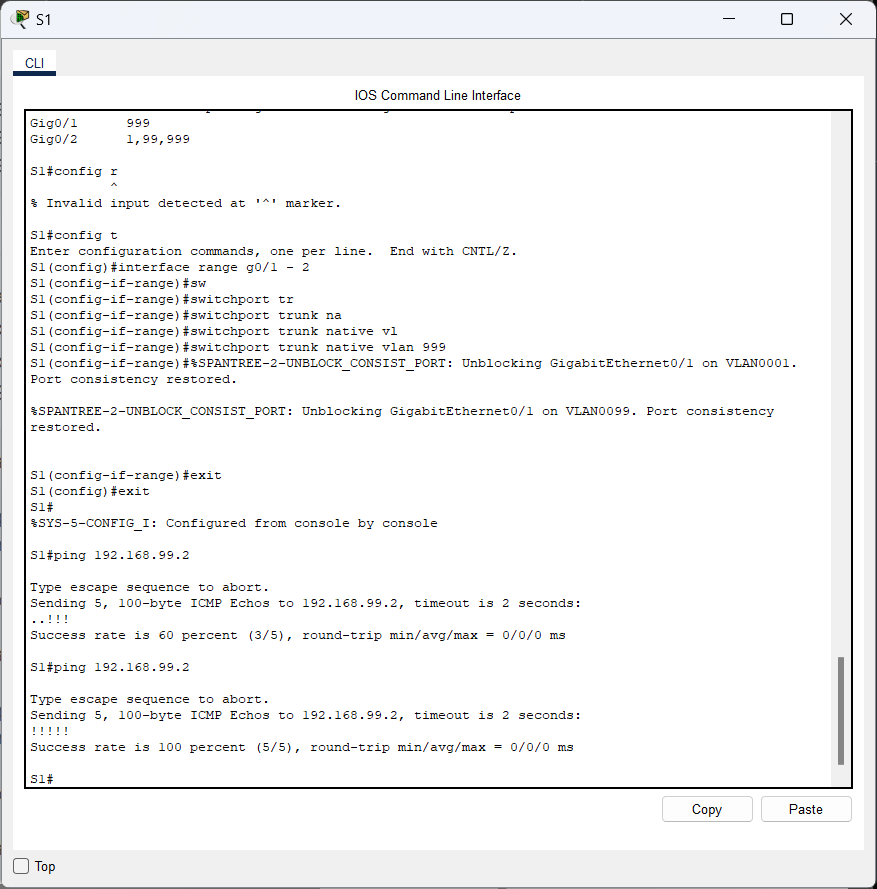 S1
CLI
IOS Command Line Interface
Gig0/1      999
Gig0/2      1,99,999
S1#config r
          ^
% Invalid input detected at '^' marker.
S1#config t
Enter configuration commands, one per line.  End with CNTL/Z.
S1(config)#interface range g0/1 - 2
S1(config-if-range)#sw
S1(config-if-range)#switchport tr
S1(config-if-range)#switchport trunk na
S1(config-if-range)#switchport trunk native vl
S1(config-if-range)#switchport trunk native vlan 999
S1(config-if-range)#%SPANTREE-2-UNBLOCK_CONSIST_PORT: Unblocking GigabitEthernet0/1 on VLAN0001.
Port consistency restored.
%SPANTREE-2-UNBLOCK_CONSIST_PORT: Unblocking GigabitEthernet0/1 on VLAN0099. Port consistency
restored.
S1(config-if-range)#exit
S1(config)#exit
S1#
%SYS-5-CONFIG_I: Configured from console by console
S1#ping 192.168.99.2
Type escape sequence to abort.
Sending 5, 100-byte ICMP Echos to 192.168.99.2, timeout is 2 seconds:
..!!!
Success rate is 60 percent (3/5), round-trip min/avg/max = 0/0/0 ms
S1#ping 192.168.99.2
Type escape sequence to abort.
Sending 5, 100-byte ICMP Echos to 192.168.99.2, timeout is 2 seconds:
!!!!!
Success rate is 100 percent (5/5), round-trip min/avg/max = 0/0/0 ms
S1#
Copy
Paste
Top